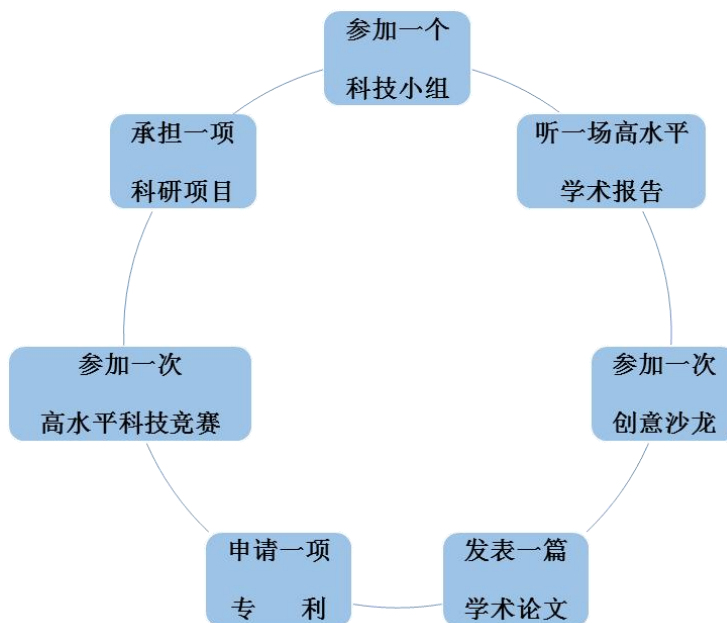 参加一个
科技小组
听一场高水平
学术报告
参加一次
创意沙龙
发表一篇
学术论文
申请一项
专　　利
参加一次
高水平科技竞赛
承担一项
科研项目